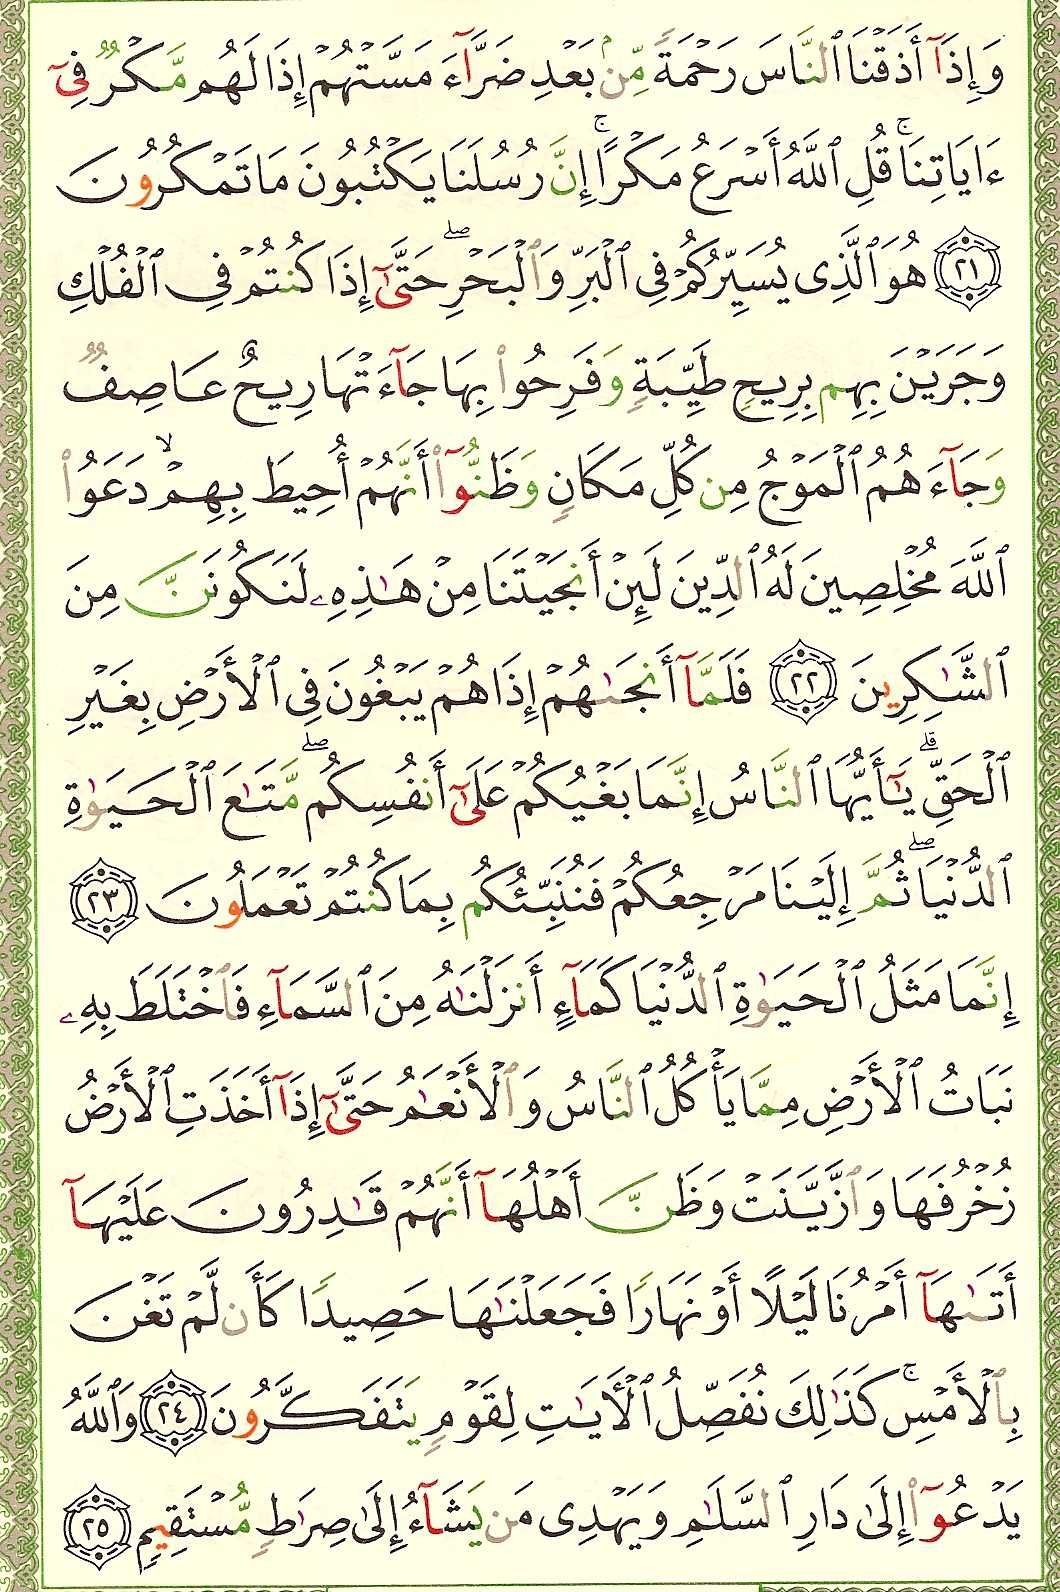 وَإِذَآ أَذَقْنَا ٱلنَّاسَ رَحْمَةً مِّنۢ بَعْدِ ضَرَّآءَ مَسَّتْهُمْ إِذَا لَهُم مَّكْرٌ فِىٓ
ءَايَاتِنَا ۚ قُلِ ٱللَّهُ أَسْرَعُ مَكْرًا ۚ إِنَّ رُسُلَنَا يَكْتُبُونَ مَا تَمْكُرُونَ
٢١ هُوَ ٱلَّذِى يُسَيِّرُكُمْ فِى ٱلْبَرِّ وَٱلْبَحْرِ ۖ حَتَّىٰٓ إِذَا كُنتُمْ فِى ٱلْفُلْكِ
وَجَرَيْنَ بِهِم بِرِيحٍ طَيِّبَةٍ وَفَرِحُوا۟ بِهَا جَآءَتْهَا رِيحٌ عَاصِفٌ
وَجَآءَهُمُ ٱلْمَوْجُ مِن كُلِّ مَكَانٍ وَظَنُّوٓا۟ أَنَّهُمْ أُحِيطَ بِهِمْ ۙ دَعَوُا۟
ٱللَّهَ مُخْلِصِينَ لَهُ ٱلدِّينَ لَئِنْ أَنجَيْتَنَا مِنْ هَـٰذِهِۦ لَنَكُونَنَّ مِنَ
ٱلشَّـٰكِرِينَ ٢٢ فَلَمَّآ أَنجَىٰهُمْ إِذَا هُمْ يَبْغُونَ فِى ٱلْأَرْضِ بِغَيْرِ
ٱلْحَقِّ ۗ يَـٰٓأَيُّهَا ٱلنَّاسُ إِنَّمَا بَغْيُكُمْ عَلَىٰٓ أَنفُسِكُم ۖ مَّتَـٰعَ ٱلْحَيَوٰةِ
ٱلدُّنْيَا ۖ ثُمَّ إِلَيْنَا مَرْجِعُكُمْ فَنُنَبِّئُكُم بِمَا كُنتُمْ تَعْمَلُونَ ٢٣
إِنَّمَا مَثَلُ ٱلْحَيَوٰةِ ٱلدُّنْيَا كَمَآءٍ أَنزَلْنَـٰهُ مِنَ ٱلسَّمَآءِ فَٱخْتَلَطَ بِهِۦ
نَبَاتُ ٱلْأَرْضِ مِمَّا يَأْكُلُ ٱلنَّاسُ وَٱلْأَنْعَـٰمُ حَتَّىٰٓ إِذَآ أَخَذَتِ ٱلْأَرْضُ
زُخْرُفَهَا وَٱزَّيَّنَتْ وَظَنَّ أَهْلُهَآ أَنَّهُمْ قَـٰدِرُونَ عَلَيْهَآ
أَتَىٰهَآ أَمْرُنَا لَيْلًا أَوْ نَهَارًا فَجَعَلْنَـٰهَا حَصِيدًا كَأَن لَّمْ تَغْنَ
بِٱلْأَمْسِ ۚ كَذَٰلِكَ نُفَصِّلُ ٱلْـَٔايَـٰتِ لِقَوْمٍ يَتَفَكَّرُونَ ٢٤ وَٱللَّهُ
يَدْعُوٓا۟ إِلَىٰ دَارِ ٱلسَّلَـٰمِ وَيَهْدِى مَن يَشَآءُ إِلَىٰ صِرَٰطٍ مُّسْتَقِيمٍ ٢٥